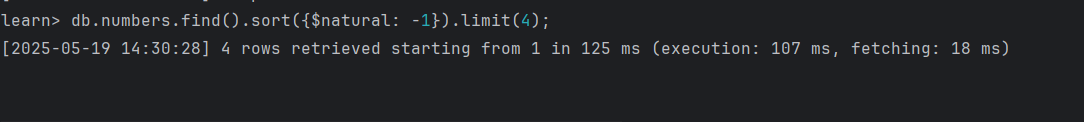 learn> db.numbers.find().sort({$natural: -1}).limit(4);
[2025-05-19 14:30:28] 4 rows retrieved starting from 1 in 125 ms (execution: 107 ms, fetching: 18 ms)